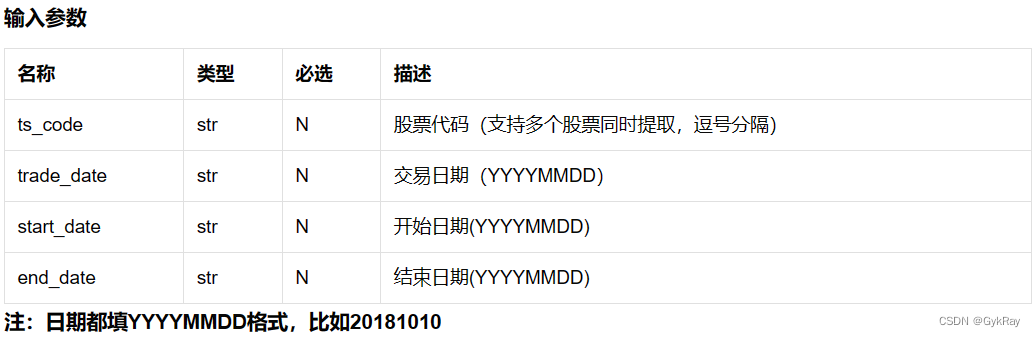 输入参数
名称 类型 必选 描述
ts_code str N 股票代码（支持多个股票同时提取，逗号分隔）
trade_date str N 交易日期（YYYYMMDD）
start_date str N 开始日期(YYYYMMDD)
end_date str N 结束日期(YYYYMMDD)
注：日期都填YYYYMMDD格式，比如20181010
CSDN @GykRay